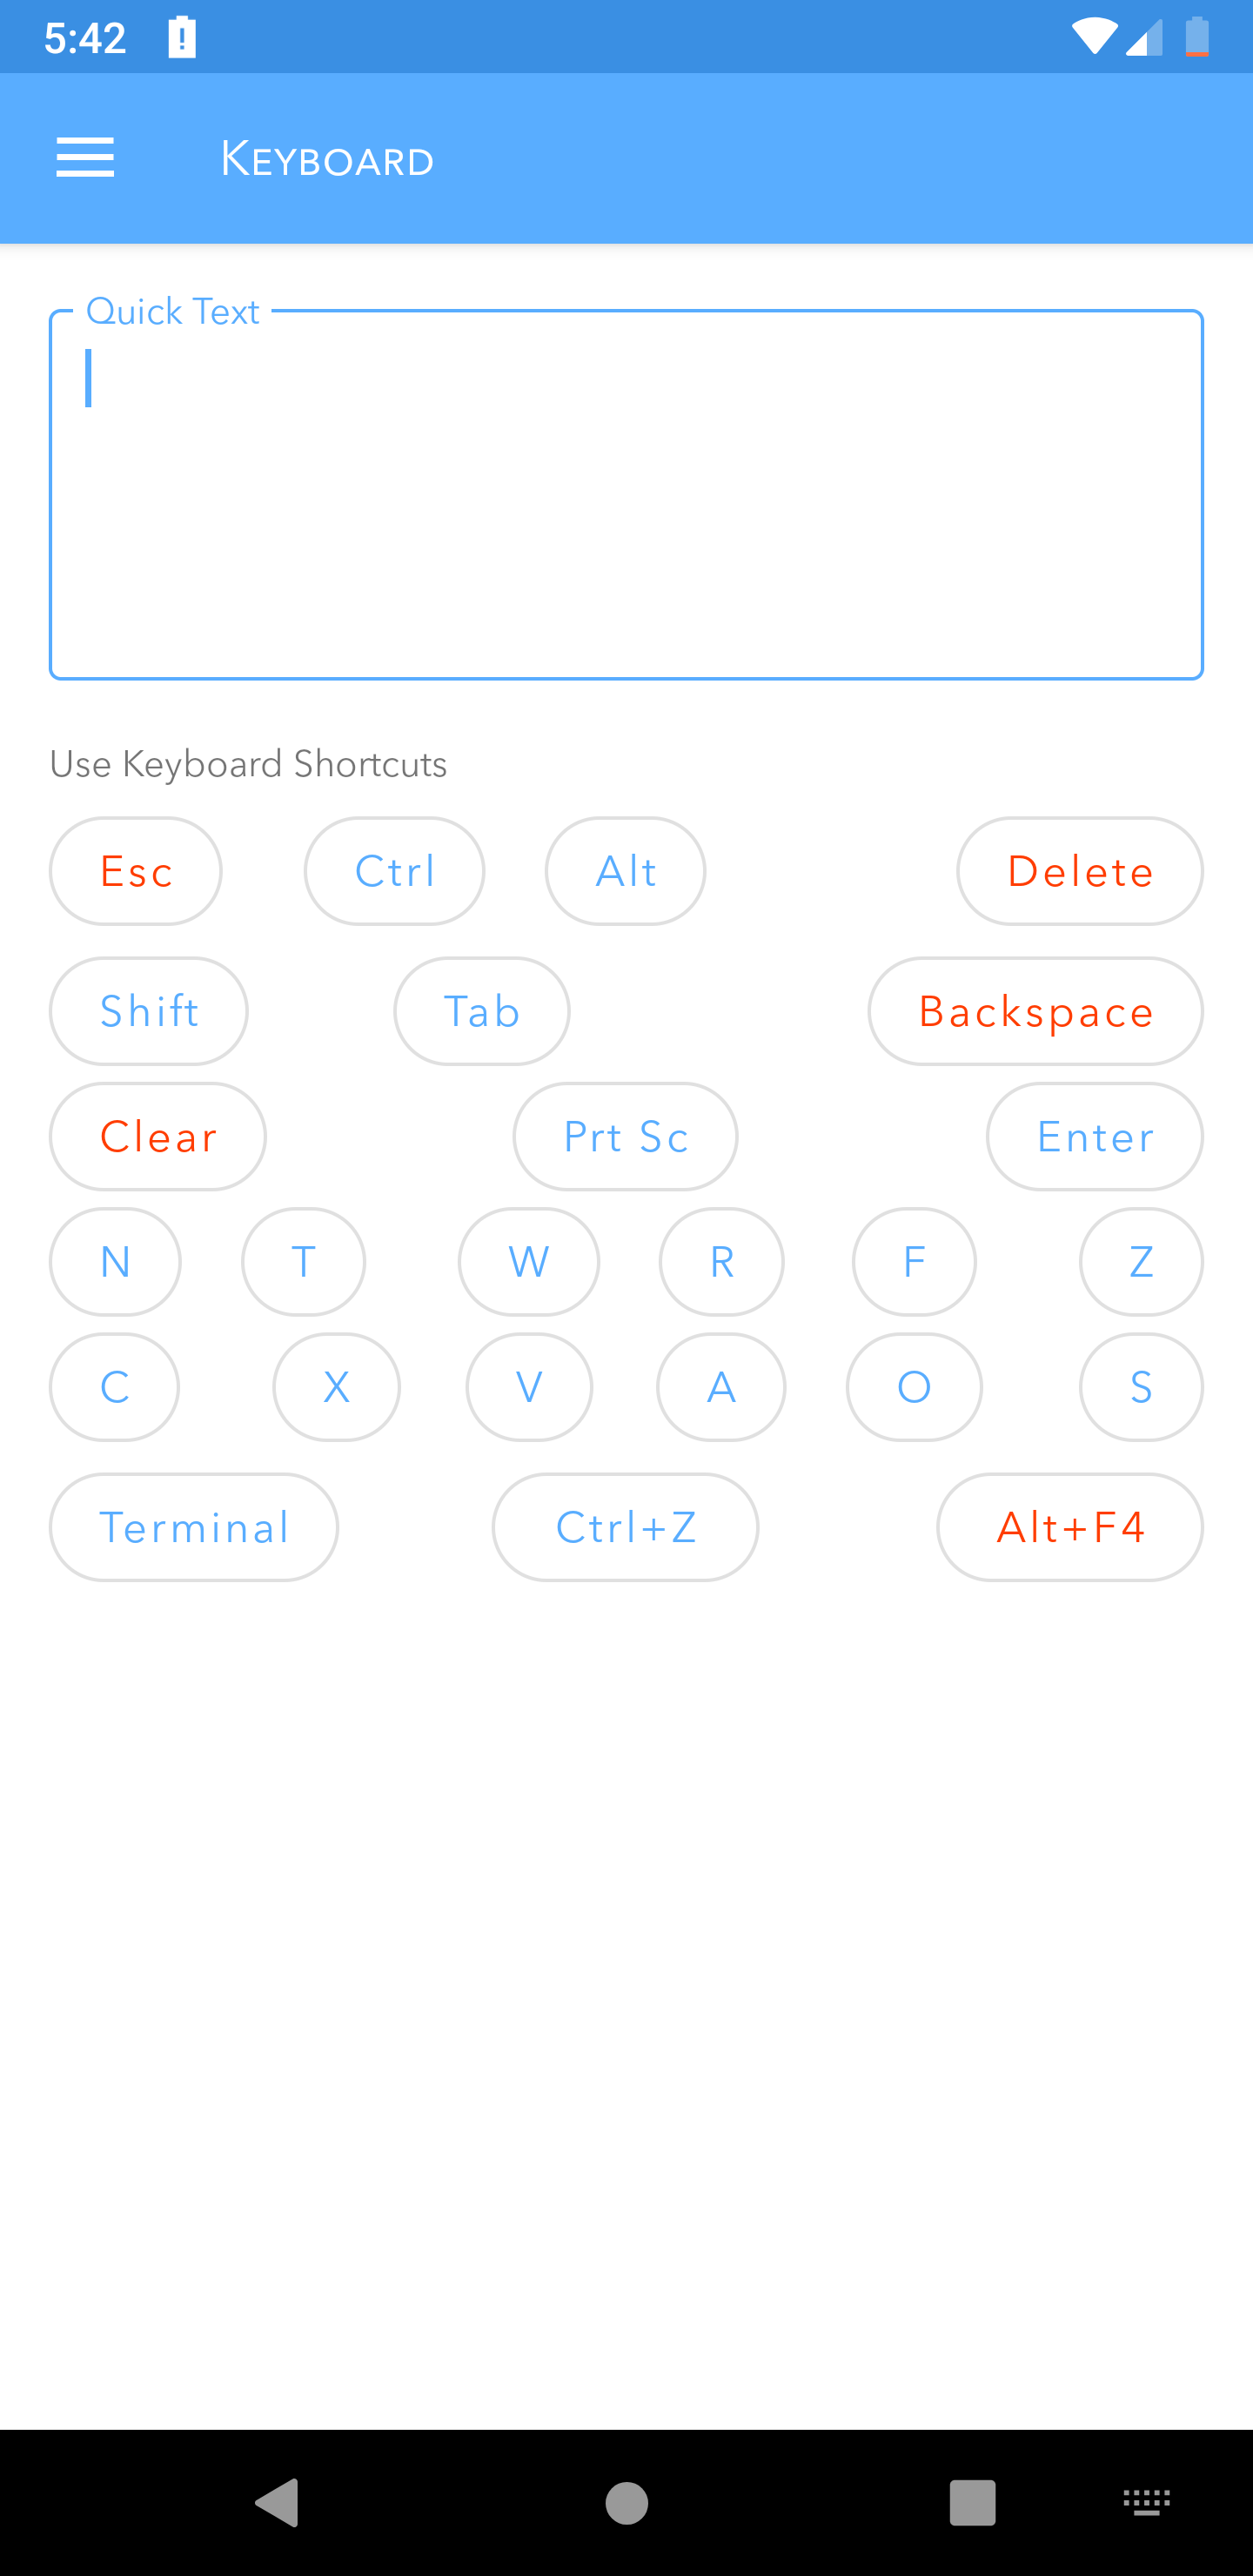 5:42
Keyboard
Quick Text
Use Keyboard Shortcuts
Esc Ctrl Alt Delete
Shift Tab Backspace
Clear Prt Sc Enter
N T W R F Z
C X V A O S
Terminal Ctrl+Z Alt+F4